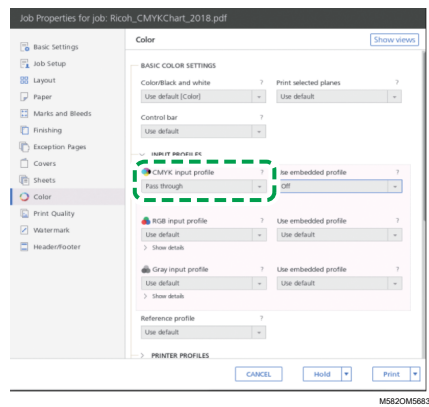 Job Properties for job: Ricoh_CMYKChart_2018.pdf
Basic Settings
Job Setup
Layout
Paper
Marks and Bleeds
Finishing
Exception Pages
Covers
Sheets
Color
Print Quality
Watermark
Header/Footer
Color
Show views
BASIC COLOR SETTINGS
Color/Black and white ? Print selected planes ?
Use default [Color] Use default
Control bar ?
Use default
INPUT PROFILES
CMYK input profile ? Use embedded profile ?
Pass through Off
RGB input profile ? Use embedded profile ?
Use default Use default
> Show details
Gray input profile ? Use embedded profile ?
Use default Use default
> Show details
Reference profile ?
Use default
> PRINTER PROFILES
CANCEL Hold Print
M582OM5683